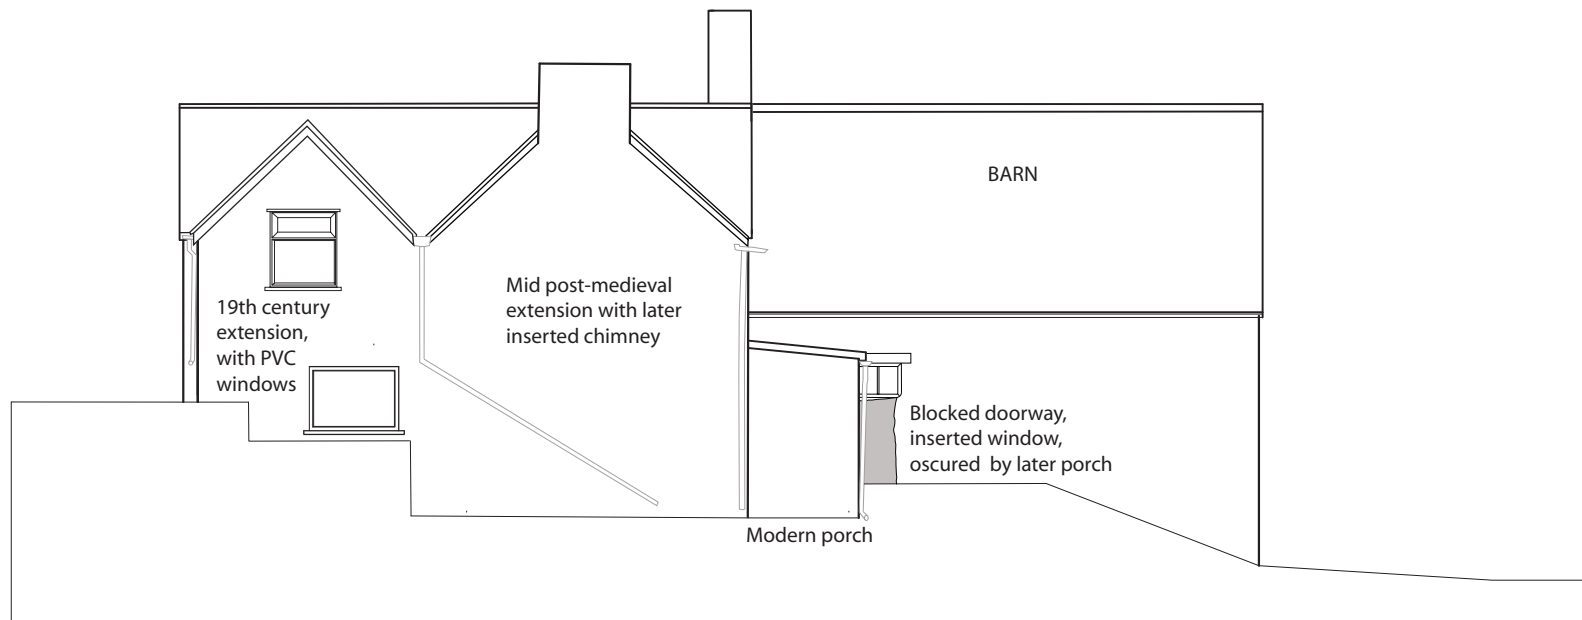 BARN
Mid post-medieval
extension with later
inserted chimney
19th century
extension,
with PVC
windows
Blocked doorway,
inserted window,
oscured  by later porch
Modern porch